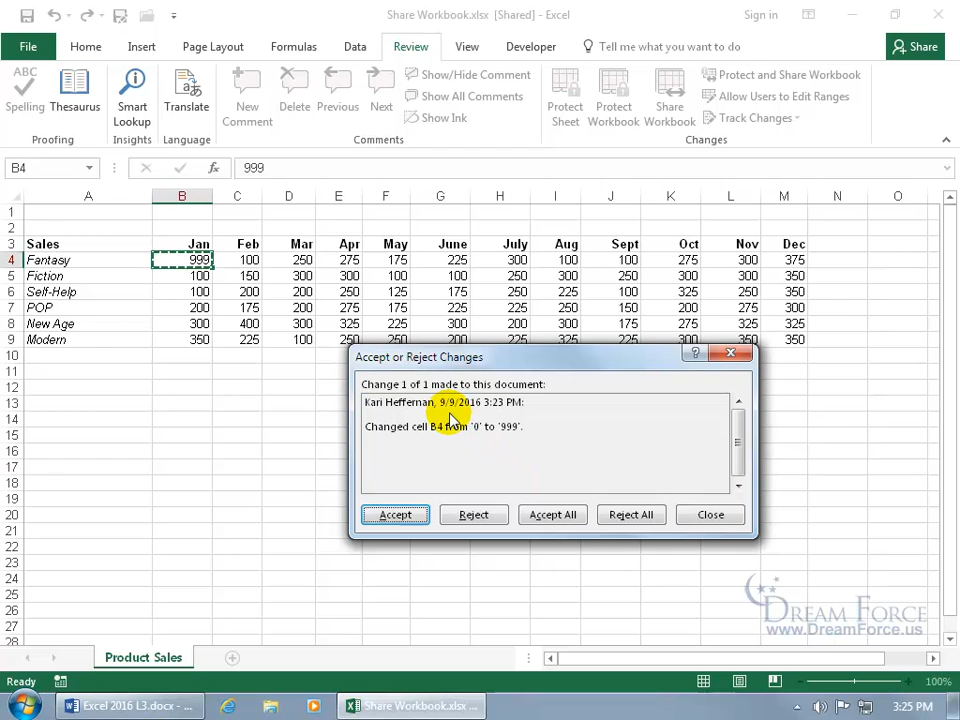 Share Workbook.xlsx [Shared] - Excel
Sign in
File Home Insert Page Layout Formulas Data Review View Developer Tell me what you want to do Share
ABC
Spelling Thesaurus
Proofing
Smart Lookup
Insights
Translate
Language
New Comment Delete Previous Next
Show/Hide Comment
Show All Comments
Show Ink
Comments
Protect Sheet
Protect Workbook
Share Workbook
Protect and Share Workbook
Allow Users to Edit Ranges
Track Changes
Changes
B4 fx 999
A B C D E F G H I J K L M N O
1
2
3 Sales Jan Feb Mar Apr May June July Aug Sept Oct Nov Dec
4 Fantasy 999 100 250 275 175 225 300 100 100 275 300 375
5 Fiction 100 150 300 300 100 100 250 300 250 300 300 300
6 Self-Help 100 200 200 250 125 175 250 225 100 325 250 350
7 POP 200 175 200 275 175 225 225 250 150 200 275 300
8 New Age 300 400 300 325 225 300 200 300 175 275 325 325
9 Modern 350 225 100 250 200 225 175 325 225 350 350 350
10
11
12
13
14
15
16
17
18
19
20
21
22
23
24
25
26
27
28
Accept or Reject Changes
?
Change 1 of 1 made to this document:
Kari Heffernan, 9/9/2016 3:23 PM:
Changed cell B4 from '0' to '999'.
Accept Reject Accept All Reject All Close
DREAM FORCE
www.DreamForce.us
Product Sales
Ready
100%
Excel 2016 L3.docx - ...
Share Workbook.xlsx ...
3:25 PM